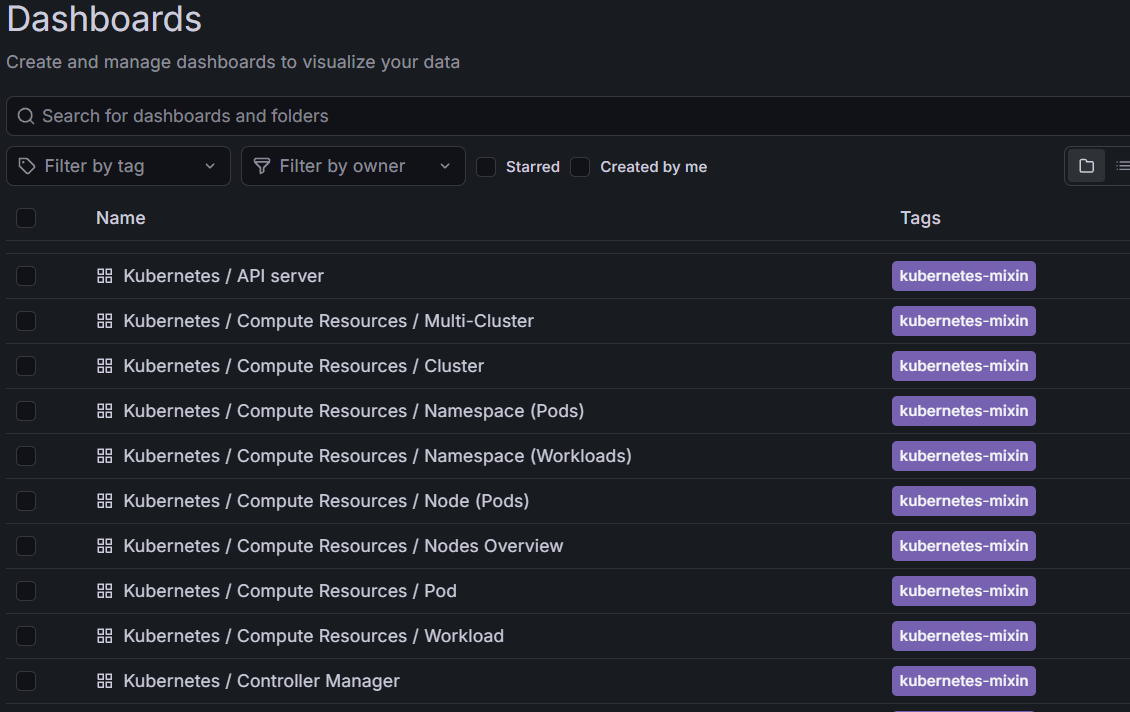 Dashboards
Create and manage dashboards to visualize your data
Search for dashboards and folders
Filter by tag Filter by owner Starred Created by me
Name Tags
Kubernetes / API server kubernetes-mixin
Kubernetes / Compute Resources / Multi-Cluster kubernetes-mixin
Kubernetes / Compute Resources / Cluster kubernetes-mixin
Kubernetes / Compute Resources / Namespace (Pods) kubernetes-mixin
Kubernetes / Compute Resources / Namespace (Workloads) kubernetes-mixin
Kubernetes / Compute Resources / Node (Pods) kubernetes-mixin
Kubernetes / Compute Resources / Nodes Overview kubernetes-mixin
Kubernetes / Compute Resources / Pod kubernetes-mixin
Kubernetes / Compute Resources / Workload kubernetes-mixin
Kubernetes / Controller Manager kubernetes-mixin